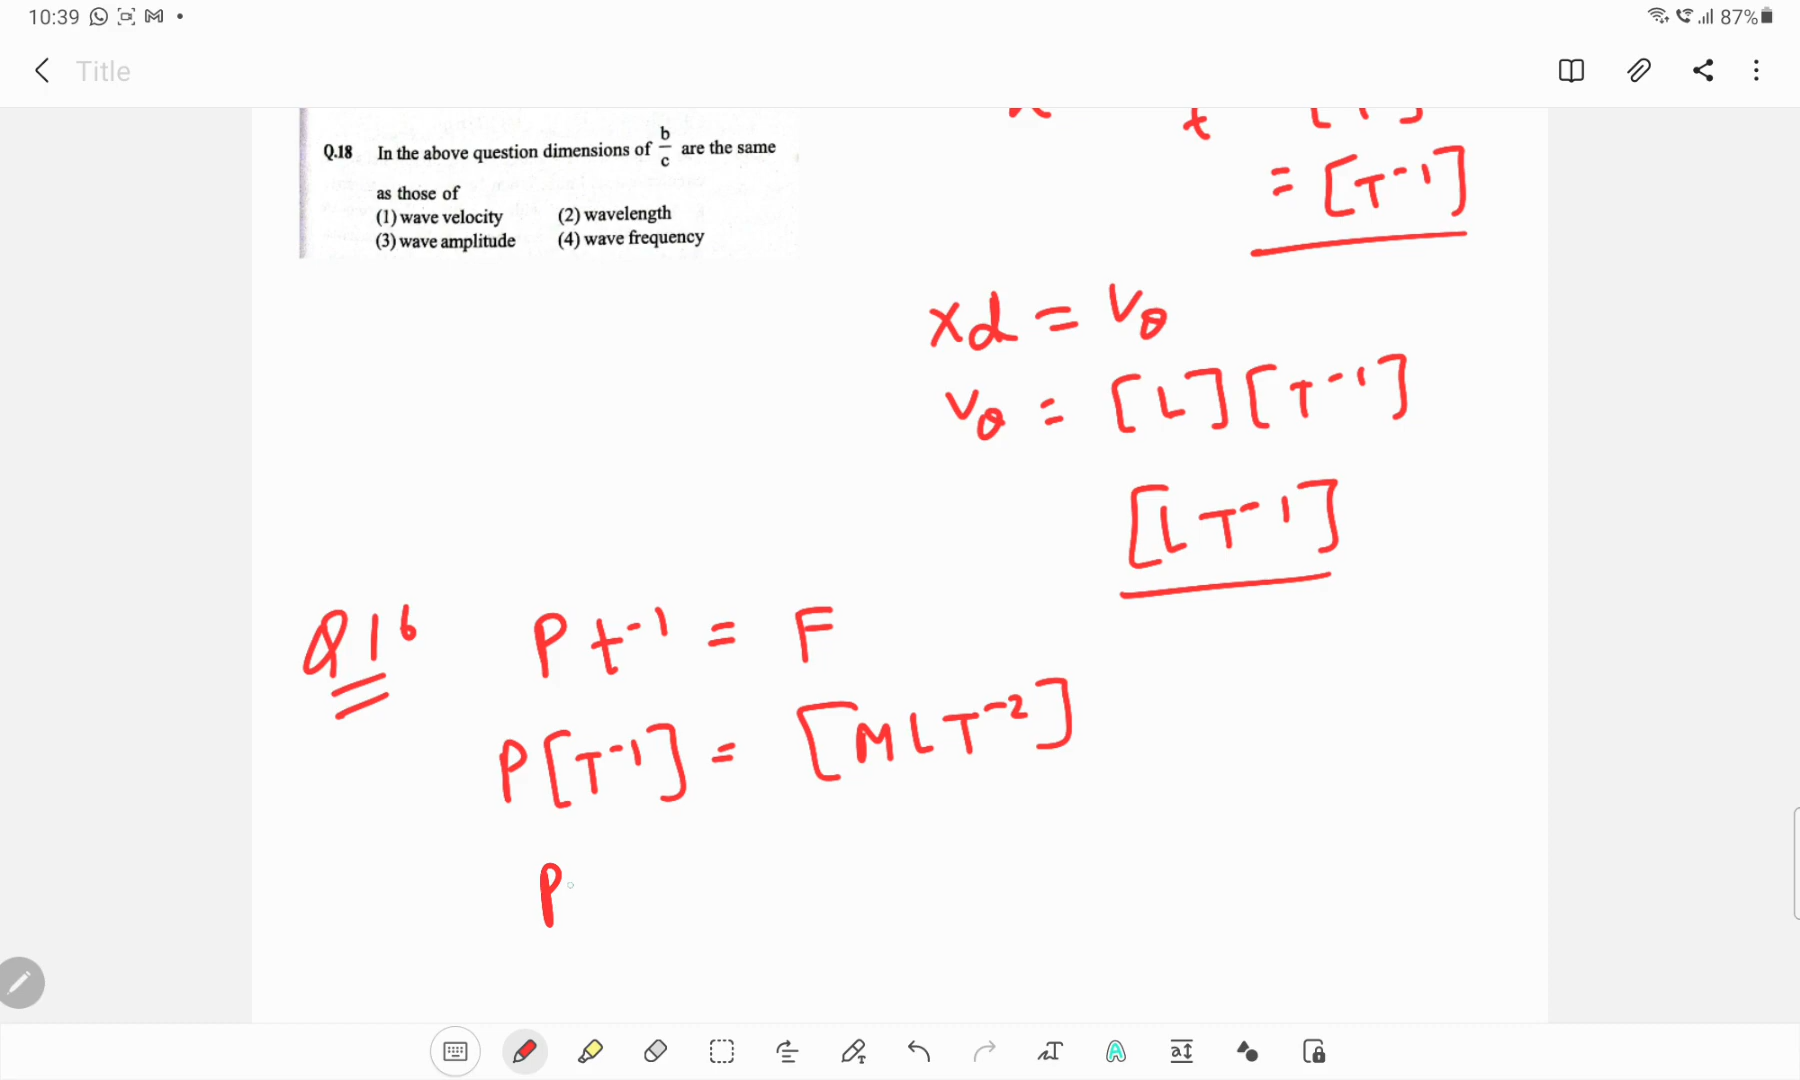 10:39
87%
Title
Q.18 In the above question dimensions of b/c are the same
as those of
(1) wave velocity (2) wavelength
(3) wave amplitude (4) wave frequency
t
= [T⁻¹]
xα = v₀
v₀ = [L][T⁻¹]
[LT⁻¹]
Q16 P t⁻¹ = F
P[T⁻¹] = [MLT⁻²]
P